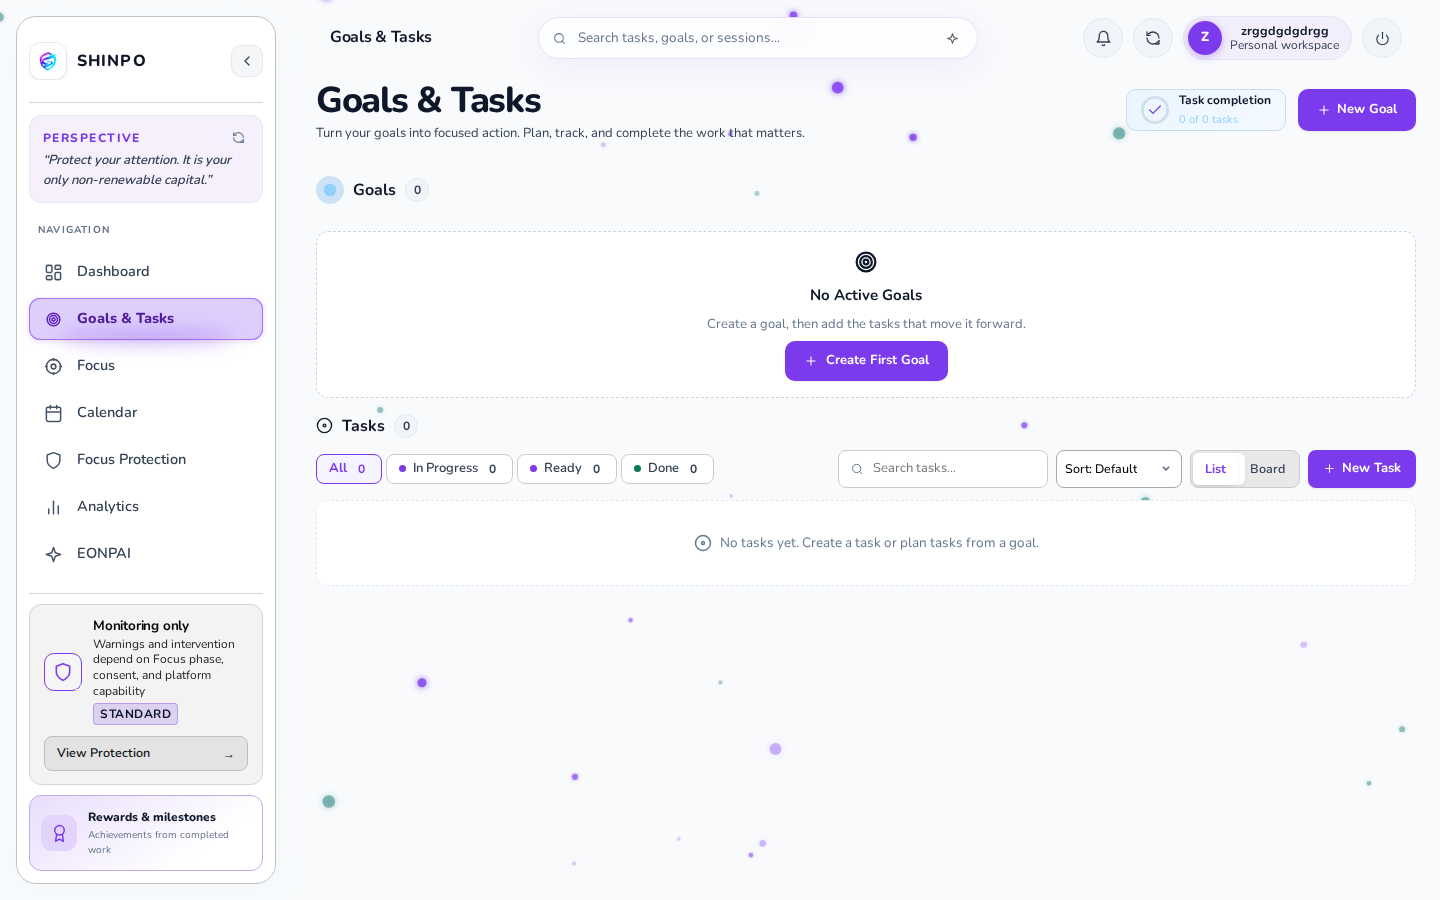 SHINPO
PERSPECTIVE
“Protect your attention. It is your
only non-renewable capital.”
NAVIGATION
Dashboard
Goals & Tasks
Focus
Calendar
Focus Protection
Analytics
EONPAI
Monitoring only
Warnings and intervention
depend on Focus phase,
consent, and platform
capability
STANDARD
View Protection →
Rewards & milestones
Achievements from completed
work
Goals & Tasks
Search tasks, goals, or sessions...
Z
zrggdgdgdrgg
Personal workspace
Goals & Tasks
Turn your goals into focused action. Plan, track, and complete the work that matters.
Task completion
0 of 0 tasks
New Goal
Goals 0
No Active Goals
Create a goal, then add the tasks that move it forward.
Create First Goal
Tasks 0
All 0
In Progress 0
Ready 0
Done 0
Search tasks...
Sort: Default
List
Board
New Task
No tasks yet. Create a task or plan tasks from a goal.